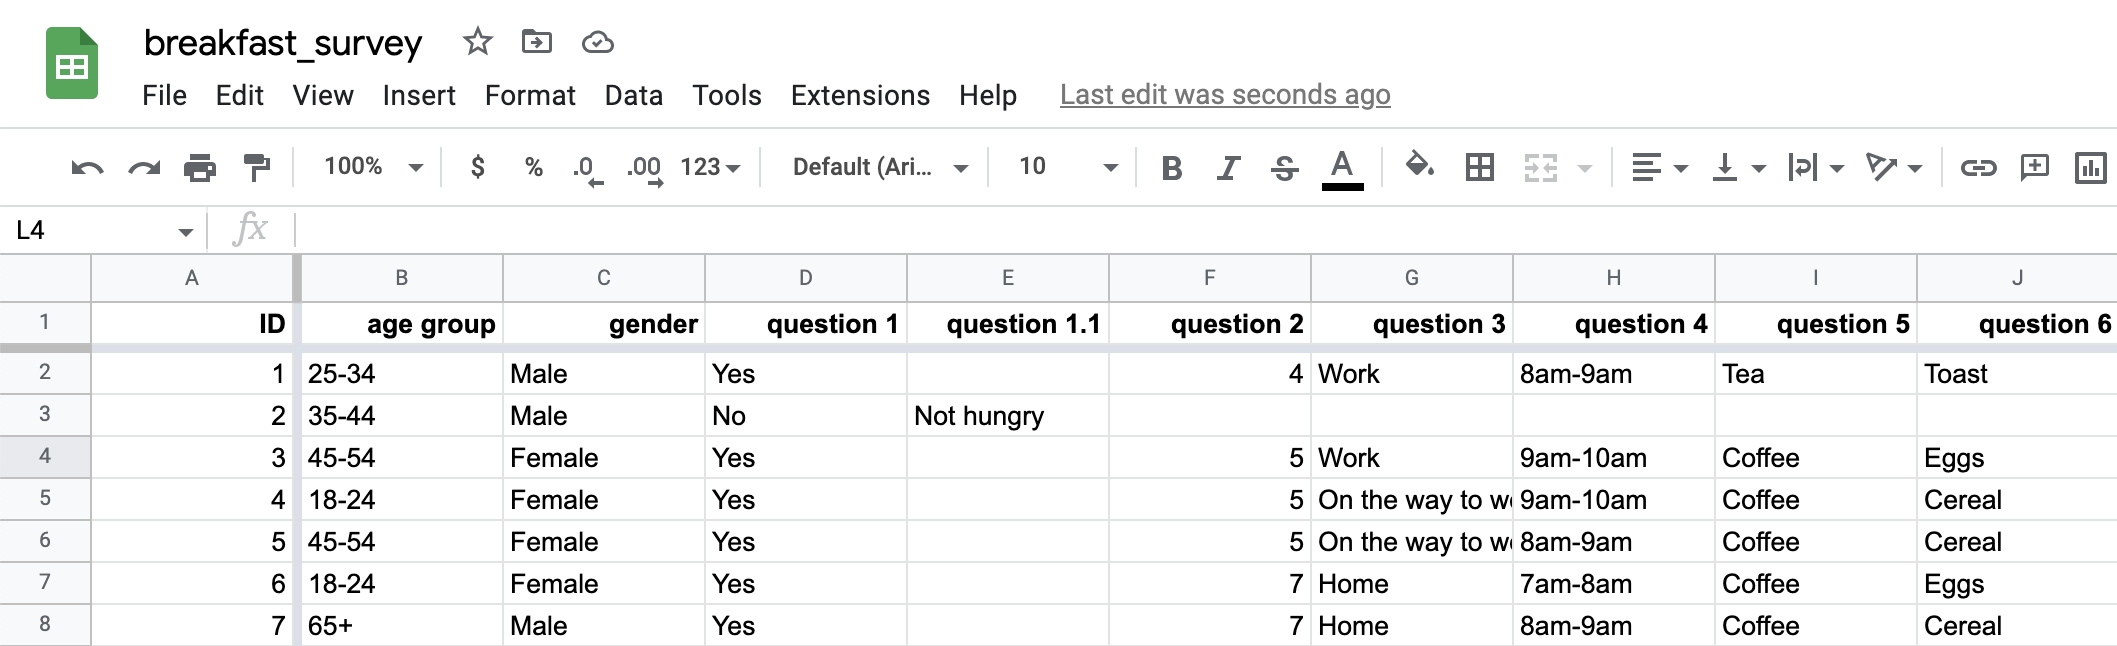 breakfast_survey
File Edit View Insert Format Data Tools Extensions Help Last edit was seconds ago
100% $ % .0 .00 123 Default (Ari... 10 B I S A
L4 fx
A B C D E F G H I J
1 ID age group gender question 1 question 1.1 question 2 question 3 question 4 question 5 question 6
2 1 25-34 Male Yes 4 Work 8am-9am Tea Toast
3 2 35-44 Male No Not hungry
4 3 45-54 Female Yes 5 Work 9am-10am Coffee Eggs
5 4 18-24 Female Yes 5 On the way to 9am-10am Coffee Cereal
6 5 45-54 Female Yes 5 On the way to 8am-9am Coffee Cereal
7 6 18-24 Female Yes 7 Home 7am-8am Coffee Eggs
8 7 65+ Male Yes 7 Home 8am-9am Coffee Cereal